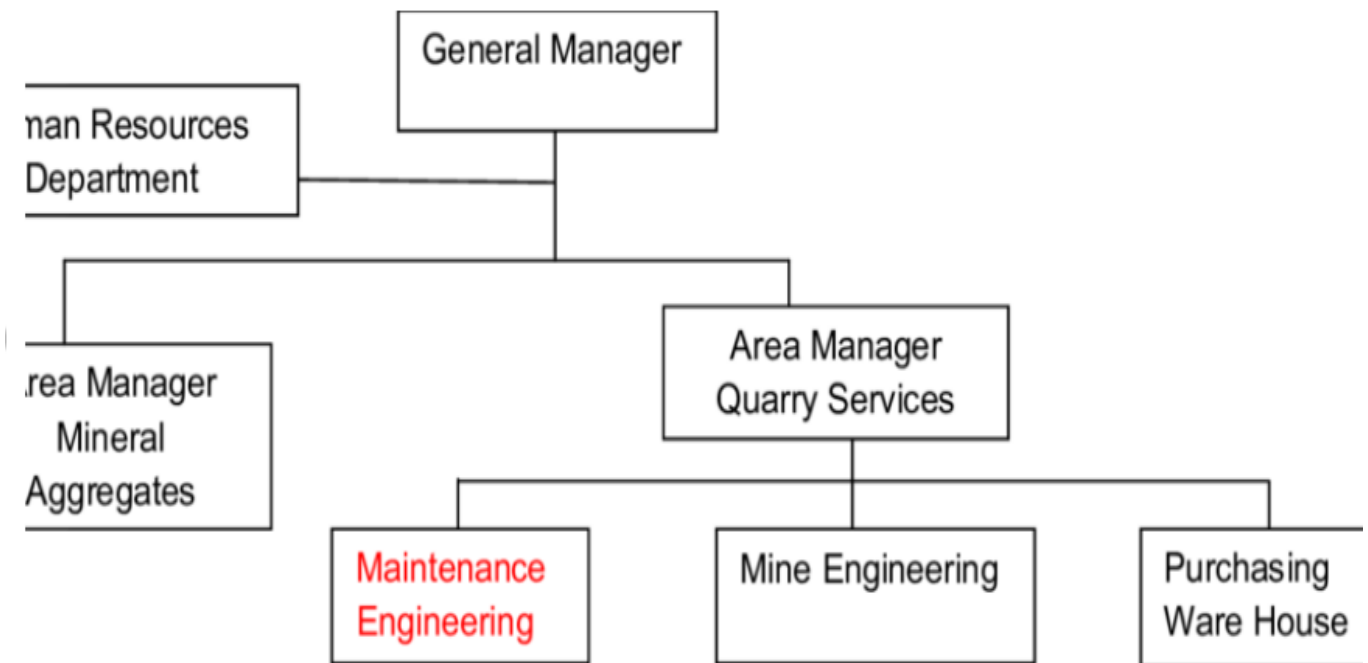 General Manager
man Resources
Department
Area Manager
Quarry Services
rea Manager
Mineral
Aggregates
Maintenance
Engineering
Mine Engineering
Purchasing
Ware House